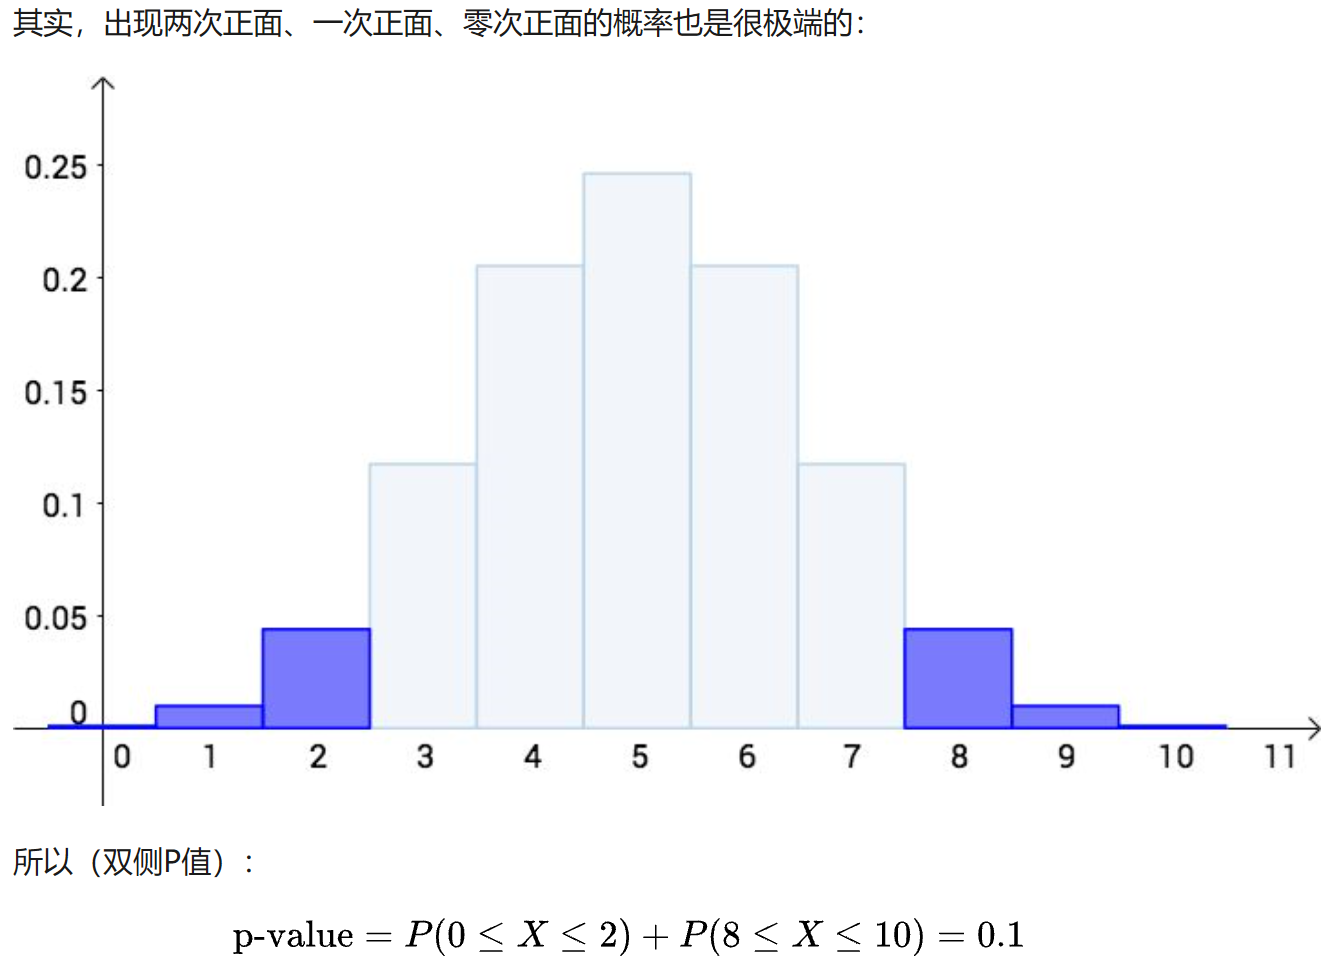 其实，出现两次正面、一次正面、零次正面的概率也是很极端的：
0.25
0.2
0.15
0.1
0.05
0
0 1 2 3 4 5 6 7 8 9 10 11
所以（双侧P值）：
p-value = P(0 ≤ X ≤ 2) + P(8 ≤ X ≤ 10) = 0.1